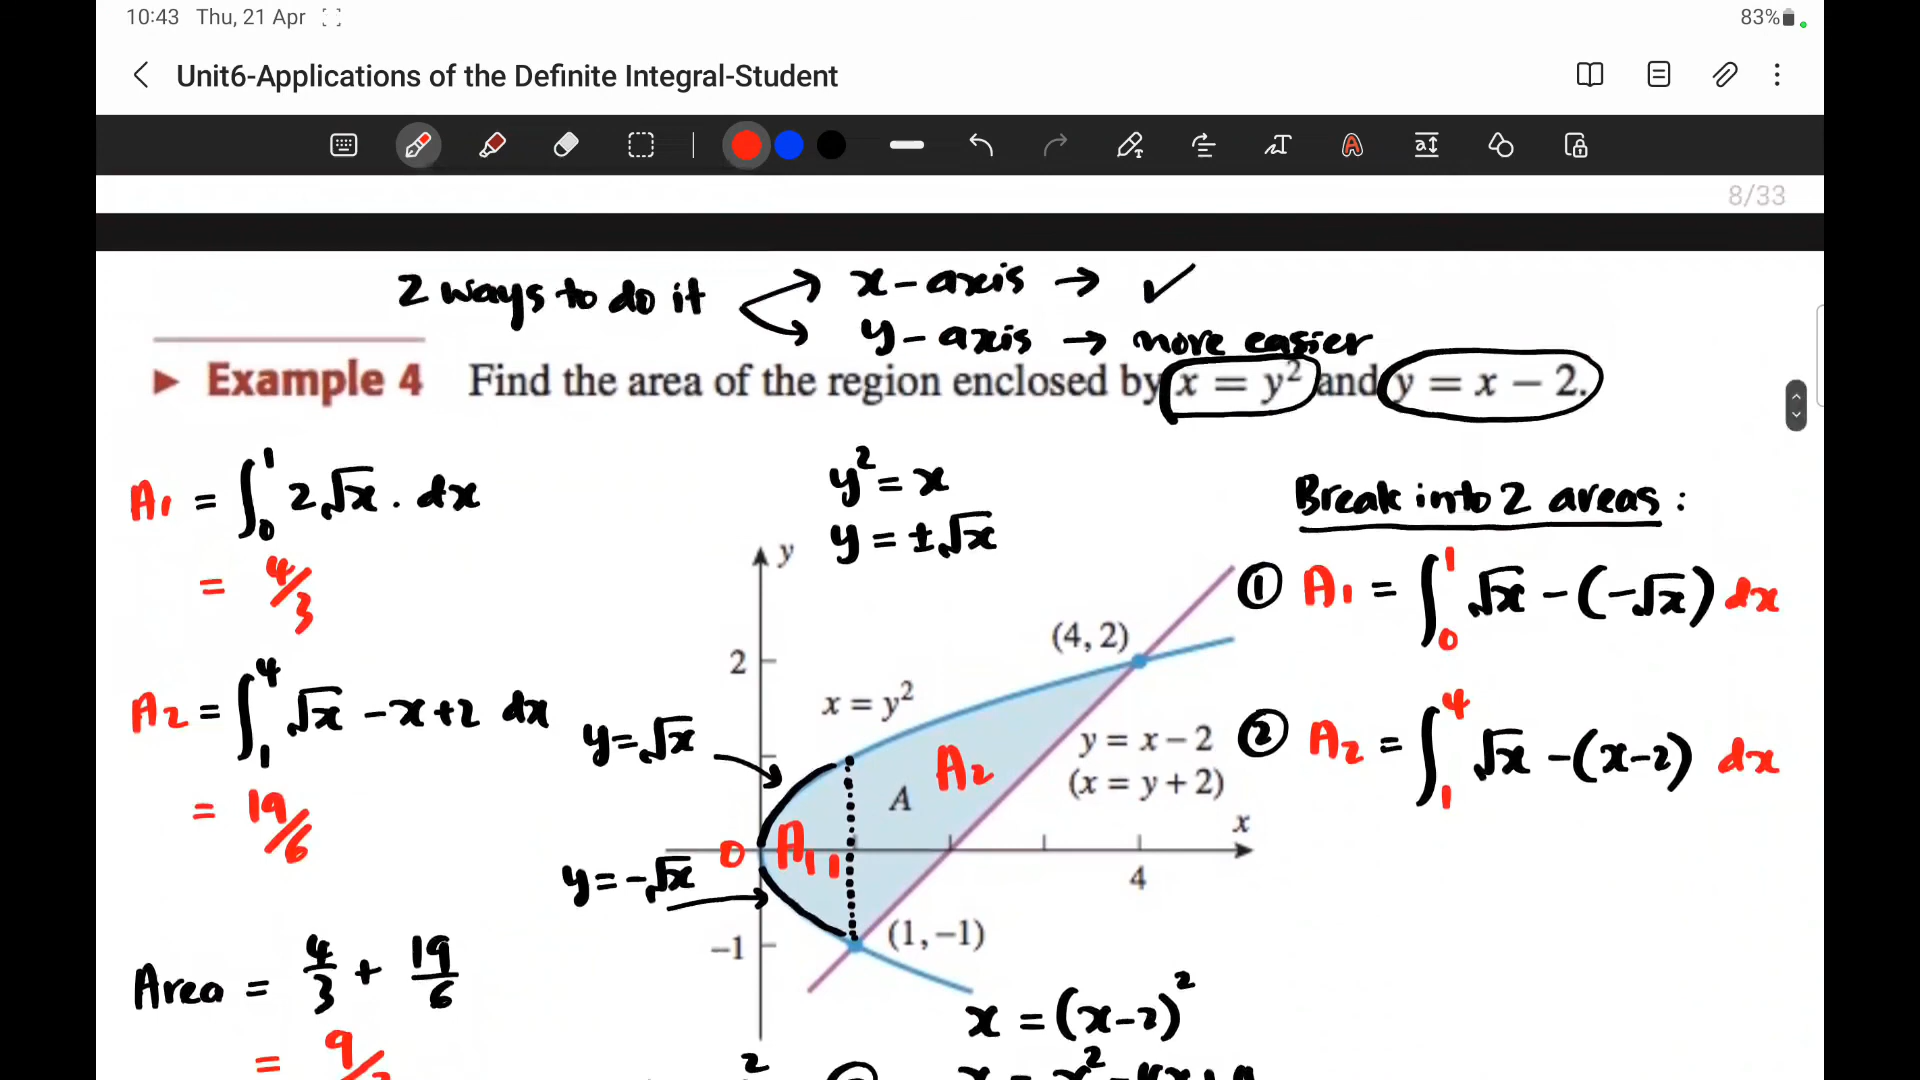 10:43 Thu, 21 Apr
83%
Unit6-Applications of the Definite Integral-Student
8/33
2 ways to do it → x-axis → ✓
→ y-axis → more easier
Example 4 Find the area of the region enclosed by x = y² and y = x − 2.
A₁ = ∫₀¹ 2√x . dx
= 4/3
A₂ = ∫₁⁴ √x − x + 2 dx
= 19/6
Area = 4/3 + 19/6
= 9/
y² = x
y = ±√x
y
2
(4, 2)
x = y²
y = √x
A₂
A
y = x − 2
(x = y + 2)
x
0
A₁
1
4
y = −√x
−1
(1, −1)
x = (x−2)²
Break into 2 areas :
① A₁ = ∫₀¹ √x − (−√x) dx
② A₂ = ∫₁⁴ √x − (x−2) dx